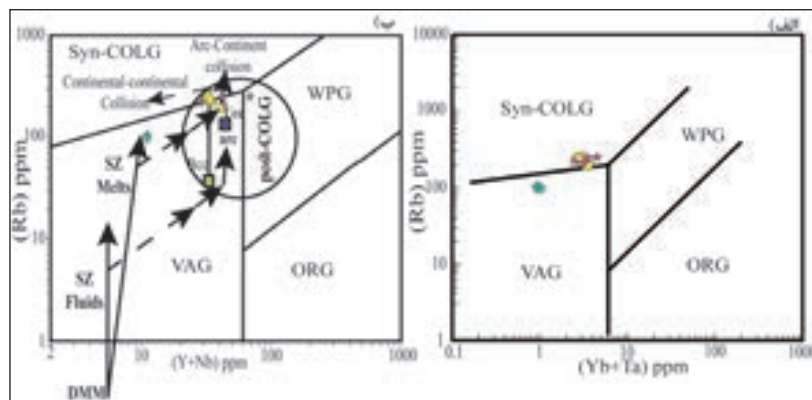 ب)
1000
Syn-COLG
Arc-Continent
collision
Continental-continental
Collision
WPG
post-COLG
100
SZ
Melts
(Rb) ppm
10
VAG
ORG
SZ
Fluids
1
2
10
(Y+Nb) ppm
100
1000
DMM
الف)
10000
Syn-COLG
1000
WPG
(Rb) ppm
100
10
VAG
ORG
1
0.1
1
10
100
(Yb+Ta) ppm